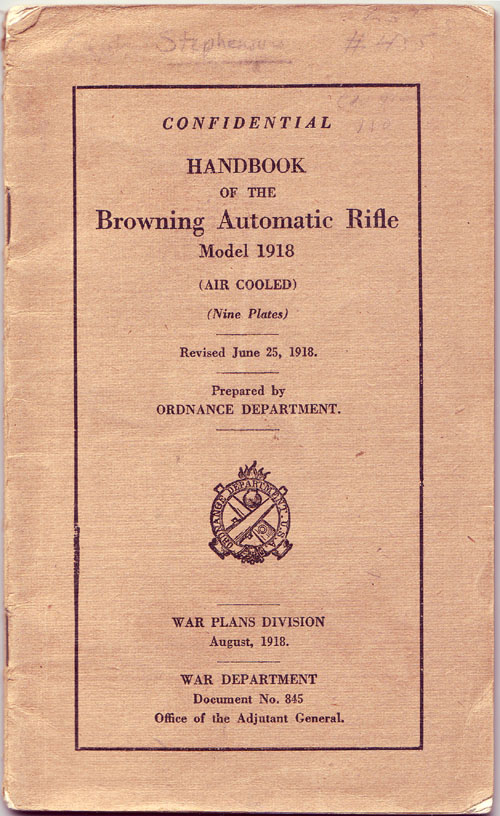 Stephenson
CONFIDENTIAL
HANDBOOK
OF THE
Browning Automatic Rifle
Model 1918
(AIR COOLED)
(Nine Plates)
Revised June 25, 1918.
Prepared by
ORDNANCE DEPARTMENT.
ORDNANCE DEPARTMENT. U.S.A.
WAR PLANS DIVISION
August, 1918.
WAR DEPARTMENT
Document No. 845
Office of the Adjutant General.